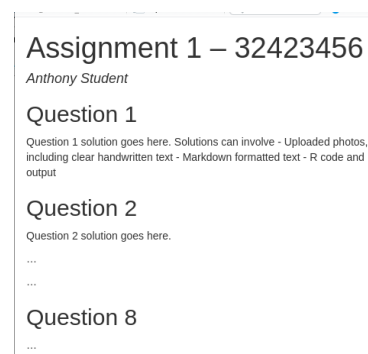 Assignment 1 – 32423456
Anthony Student
Question 1
Question 1 solution goes here. Solutions can involve - Uploaded photos,
including clear handwritten text - Markdown formatted text - R code and
output
Question 2
Question 2 solution goes here.
...
...
Question 8
...